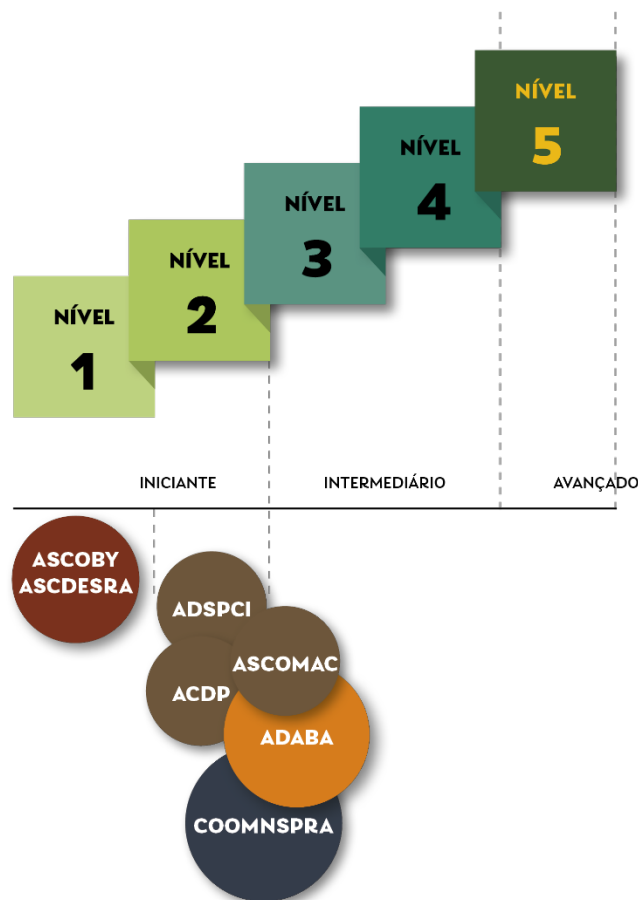 NÍVEL
1
NÍVEL
2
NÍVEL
3
NÍVEL
4
NÍVEL
5
INICIANTE
INTERMEDIÁRIO
AVANÇADO
ASCOBY
ASCDESRA
ADSPCI
ASCOMAC
ACDP
ADABA
COOMNSPRA